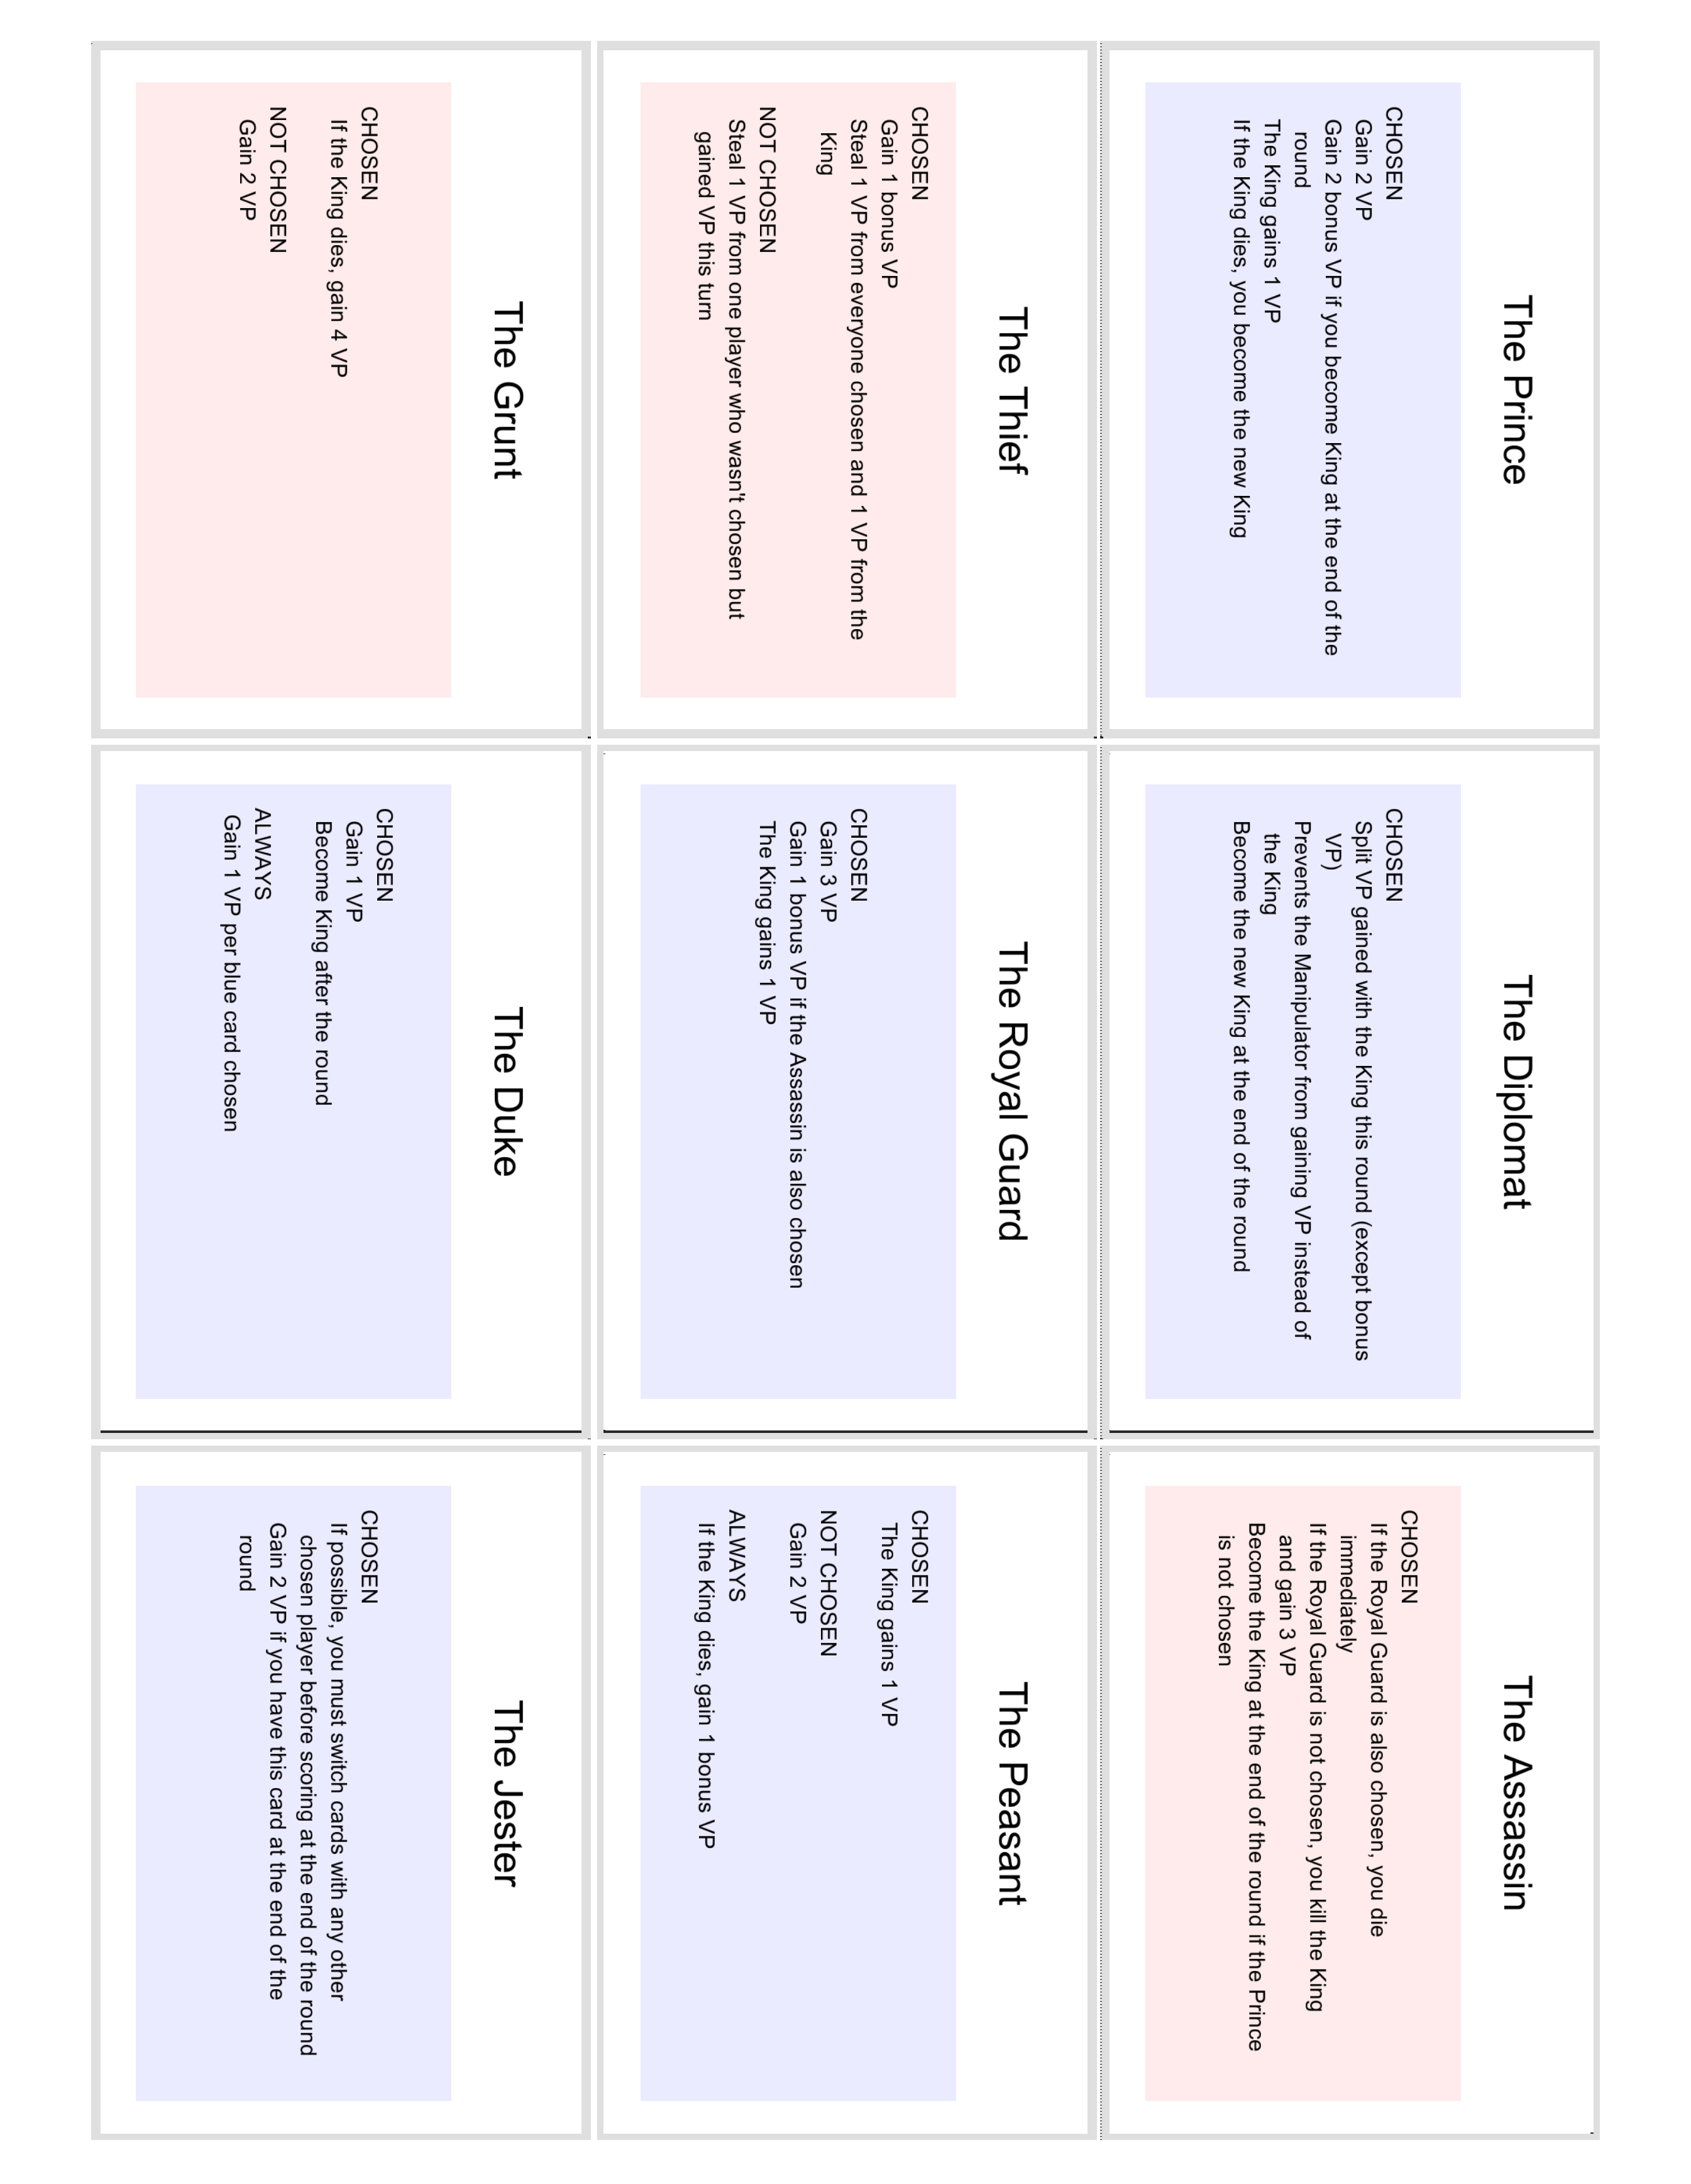 The Prince
CHOSEN
Gain 2 VP
Gain 2 bonus VP if you become King at the end of the
round
The King gains 1 VP
If the King dies, you become the new King
The Diplomat
CHOSEN
Split VP gained with the King this round (except bonus
VP)
Prevents the Manipulator from gaining VP instead of
the King
Become the new King at the end of the round
The Assassin
CHOSEN
If the Royal Guard is also chosen, you die
immediately
If the Royal Guard is not chosen, you kill the King
and gain 3 VP
Become the King at the end of the round if the Prince
is not chosen
The Thief
CHOSEN
Gain 1 bonus VP
Steal 1 VP from everyone chosen and 1 VP from the
King
NOT CHOSEN
Steal 1 VP from one player who wasn't chosen but
gained VP this turn
The Royal Guard
CHOSEN
Gain 3 VP
Gain 1 bonus VP if the Assassin is also chosen
The King gains 1 VP
The Peasant
CHOSEN
The King gains 1 VP
NOT CHOSEN
Gain 2 VP
ALWAYS
If the King dies, gain 1 bonus VP
The Grunt
CHOSEN
If the King dies, gain 4 VP
NOT CHOSEN
Gain 2 VP
The Duke
CHOSEN
Gain 1 VP
Become King after the round
ALWAYS
Gain 1 VP per blue card chosen
The Jester
CHOSEN
If possible, you must switch cards with any other
chosen player before scoring at the end of the round
Gain 2 VP if you have this card at the end of the
round